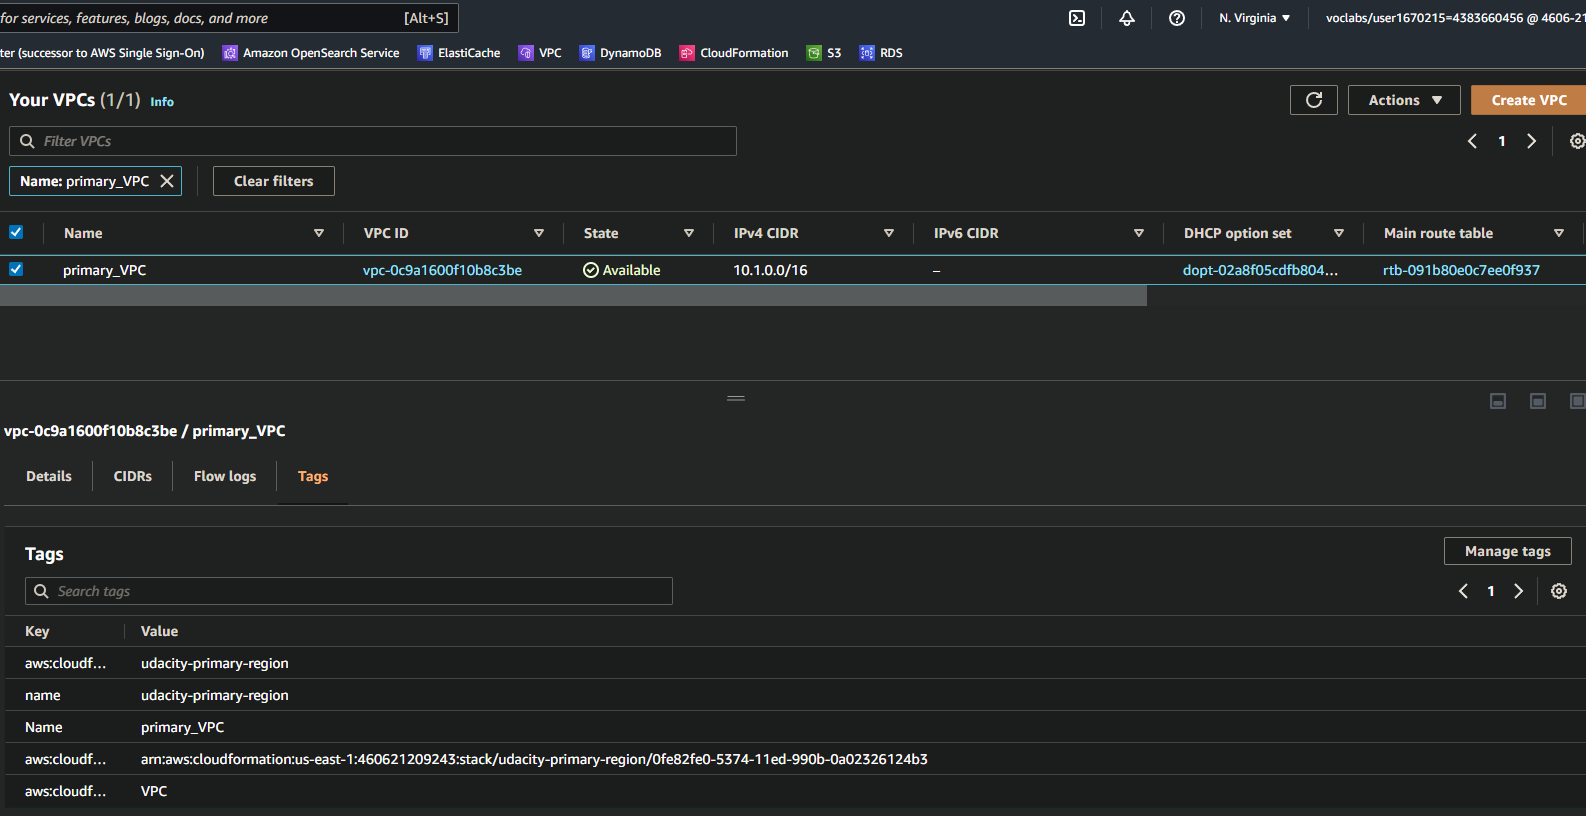 for services, features, blogs, docs, and more [Alt+S] N. Virginia voclabs/user1670215=4383660456 @ 4606-21
ter (successor to AWS Single Sign-On) Amazon OpenSearch Service ElastiCache VPC DynamoDB CloudFormation S3 RDS
Your VPCs (1/1) Info Actions Create VPC
Filter VPCs 1
Name: primary_VPC Clear filters
Name VPC ID State IPv4 CIDR IPv6 CIDR DHCP option set Main route table
primary_VPC vpc-0c9a1600f10b8c3be Available 10.1.0.0/16 – dopt-02a8f05cdfb804... rtb-091b80e0c7ee0f937
vpc-0c9a1600f10b8c3be / primary_VPC
Details CIDRs Flow logs Tags
Tags Manage tags
Search tags 1
Key Value
aws:cloudf... udacity-primary-region
name udacity-primary-region
Name primary_VPC
aws:cloudf... arn:aws:cloudformation:us-east-1:460621209243:stack/udacity-primary-region/0fe82fe0-5374-11ed-990b-0a02326124b3
aws:cloudf... VPC